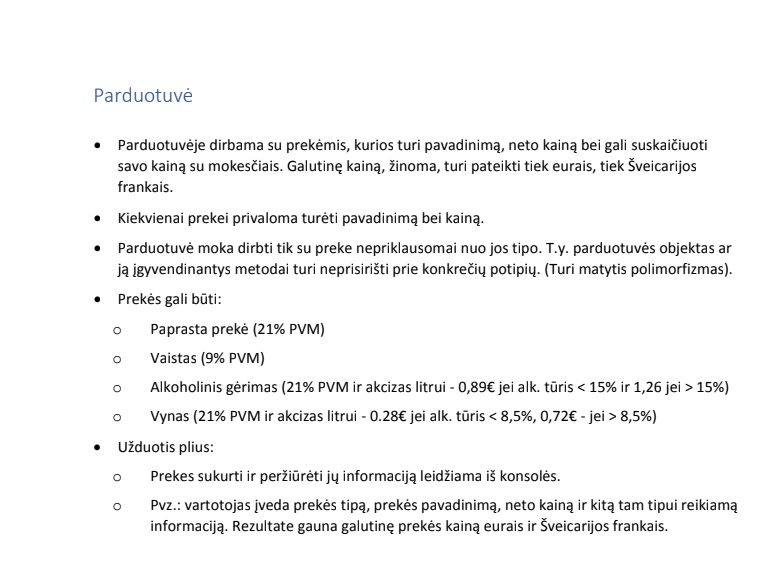 Parduotuvė
• Parduotuvėje dirbama su prekėmis, kurios turi pavadinimą, neto kainą bei gali suskaičiuoti
savo kainą su mokesčiais. Galutinę kainą, žinoma, turi pateikti tiek eurais, tiek Šveicarijos
frankais.
• Kiekvienai prekei privaloma turėti pavadinimą bei kainą.
• Parduotuvė moka dirbti tik su preke nepriklausomai nuo jos tipo. T.y. parduotuvės objektas ar
ją įgyvendinantys metodai turi neprisirišti prie konkrečių potipių. (Turi matytis polimorfizmas).
• Prekės gali būti:
o Paprasta prekė (21% PVM)
o Vaistas (9% PVM)
o Alkoholinis gėrimas (21% PVM ir akcizas litrui - 0,89€ jei alk. tūris < 15% ir 1,26 jei > 15%)
o Vynas (21% PVM ir akcizas litrui - 0.28€ jei alk. tūris < 8,5%, 0,72€ - jei > 8,5%)
• Užduotis plius:
o Prekes sukurti ir peržiūrėti jų informaciją leidžiama iš konsolės.
o Pvz.: vartotojas įveda prekės tipą, prekės pavadinimą, neto kainą ir kitą tam tipui reikiamą
informaciją. Rezultate gauna galutinę prekės kainą eurais ir Šveicarijos frankais.